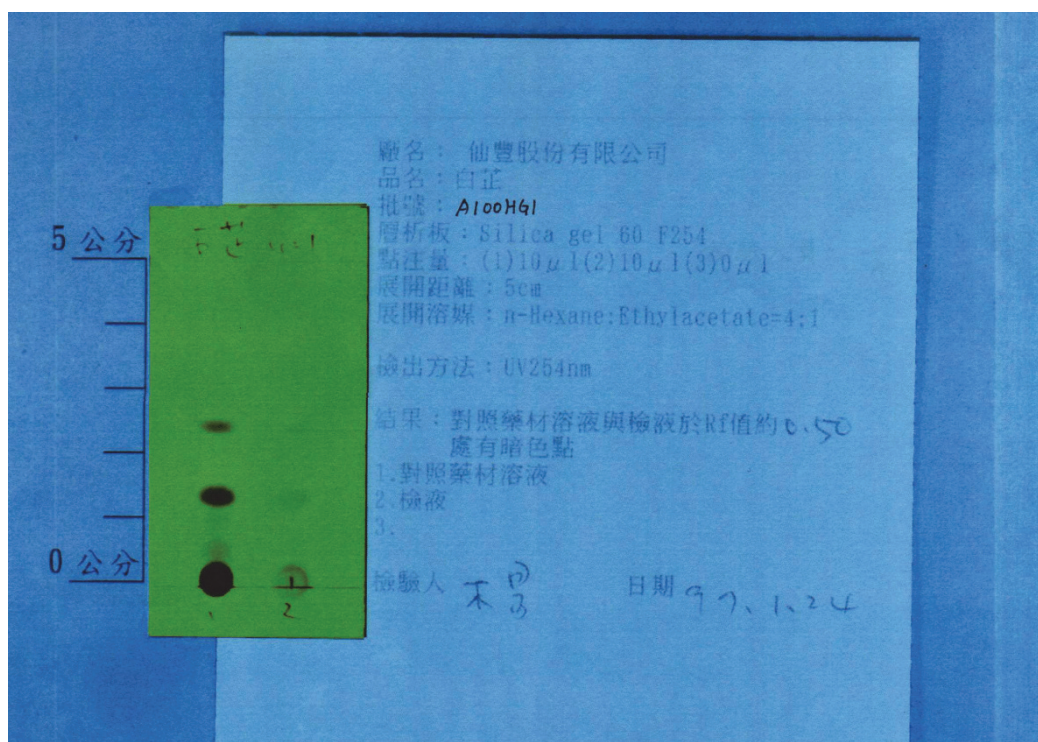 廠名： 仙豐股份有限公司
品名：白芷
批號： A100HG1
層析板：Silica gel 60 F254
點注量：(1)10μl(2)10μl(3)0μl
展開距離：5cm
展開溶媒：n-Hexane:Ethylacetate=4:1
檢出方法：UV254nm
結果：對照藥材溶液與檢液於Rf值約0.50
處有暗色點
1.對照藥材溶液
2.檢液
3.
檢驗人
日期 97.1.24
5 公分
0 公分
白芷 4:1
1 2